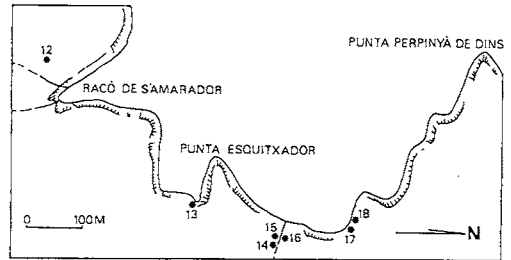 PUNTA PERPINYÀ DE DINS
12
RACÓ DE S'AMARADOR
PUNTA ESQUITXADOR
13
18
0 100M
15
16
17
N
14